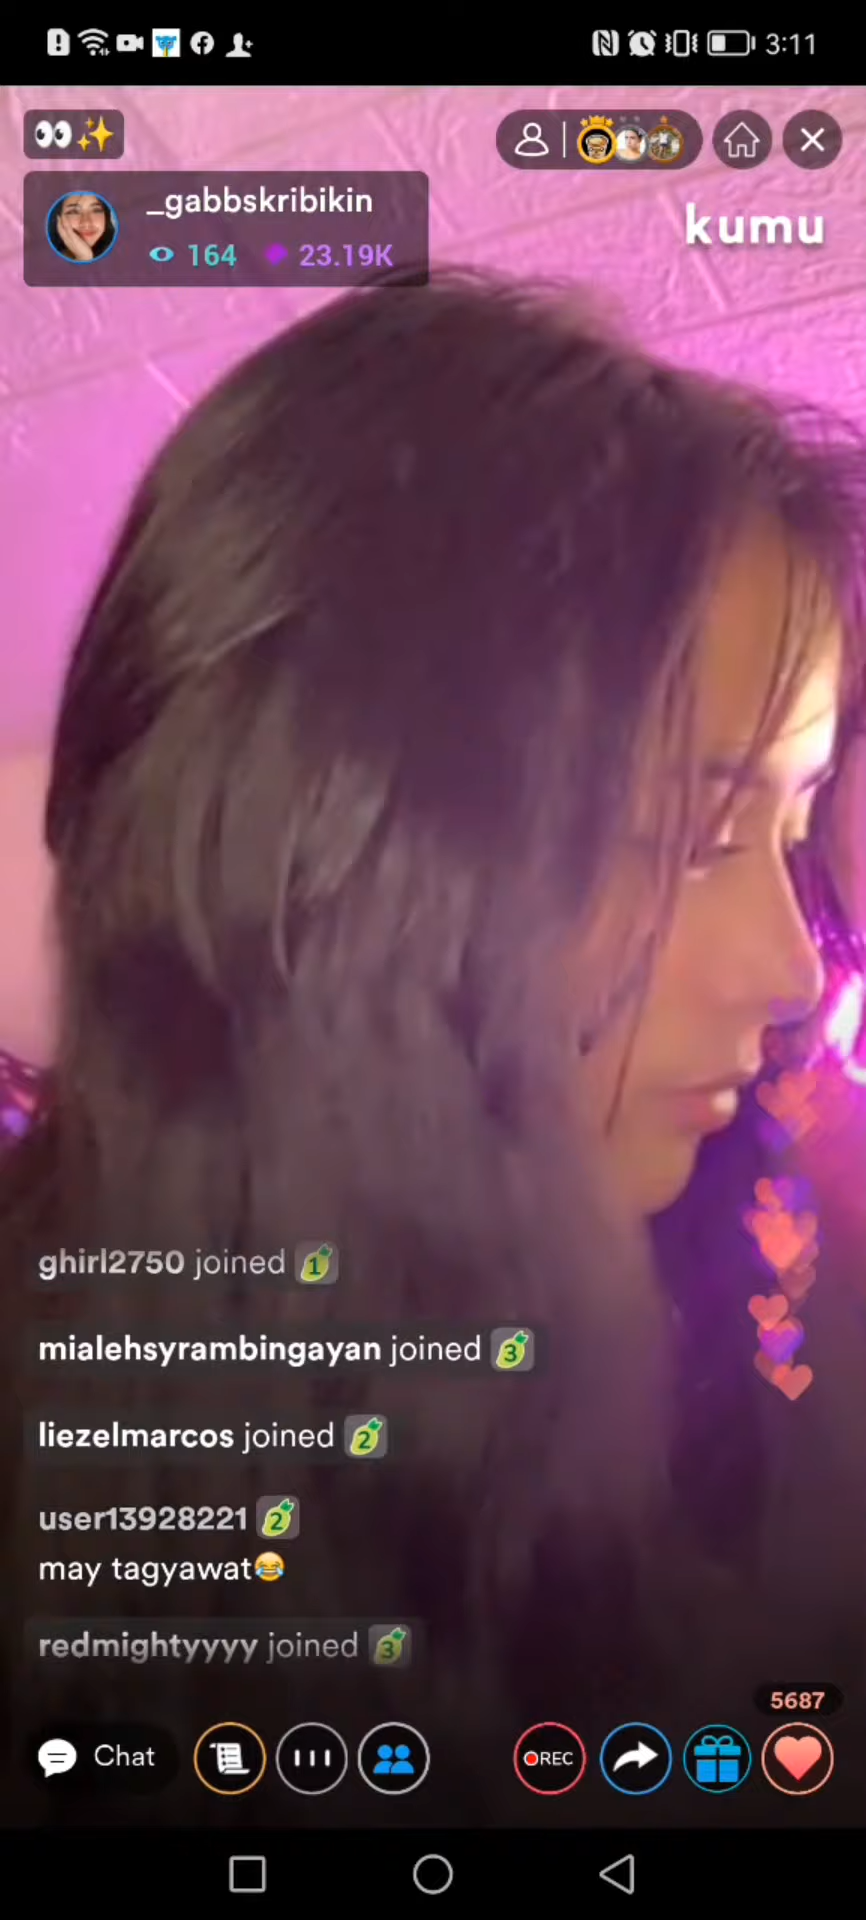 3:11
👀✨
_gabbskribikin
164 23.19K
kumu
ghirl2750 joined 1
mialehsyrambingayan joined 3
liezelmarcos joined 2
user13928221 2
may tagyawat😂
redmightyyyy joined 3
5687
Chat
REC